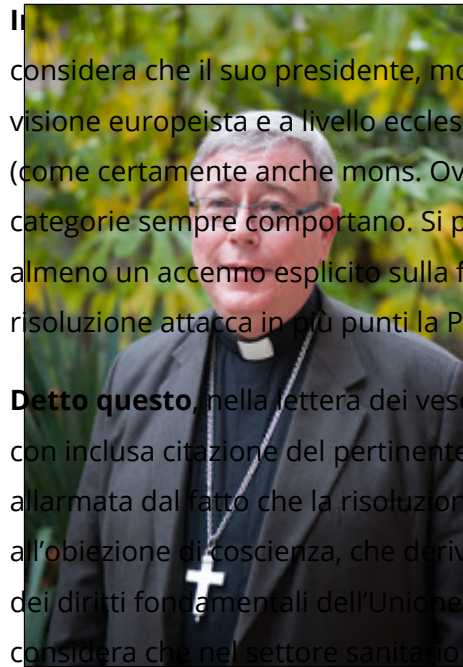 considera che il suo presidente, mo
visione europeista e a livello eccles
(come certamente anche mons. Ov
categorie sempre comportano. Si p
almeno un accenno esplicito sulla f
risoluzione attacca in più punti la P
Detto questo, nella lettera dei vesc
con inclusa citazione del pertinente
allarmata dal fatto che la risoluzion
all’obiezione di coscienza, che deriv
dei diritti fondamentali dell’Unione
considera che nel settore sanitario